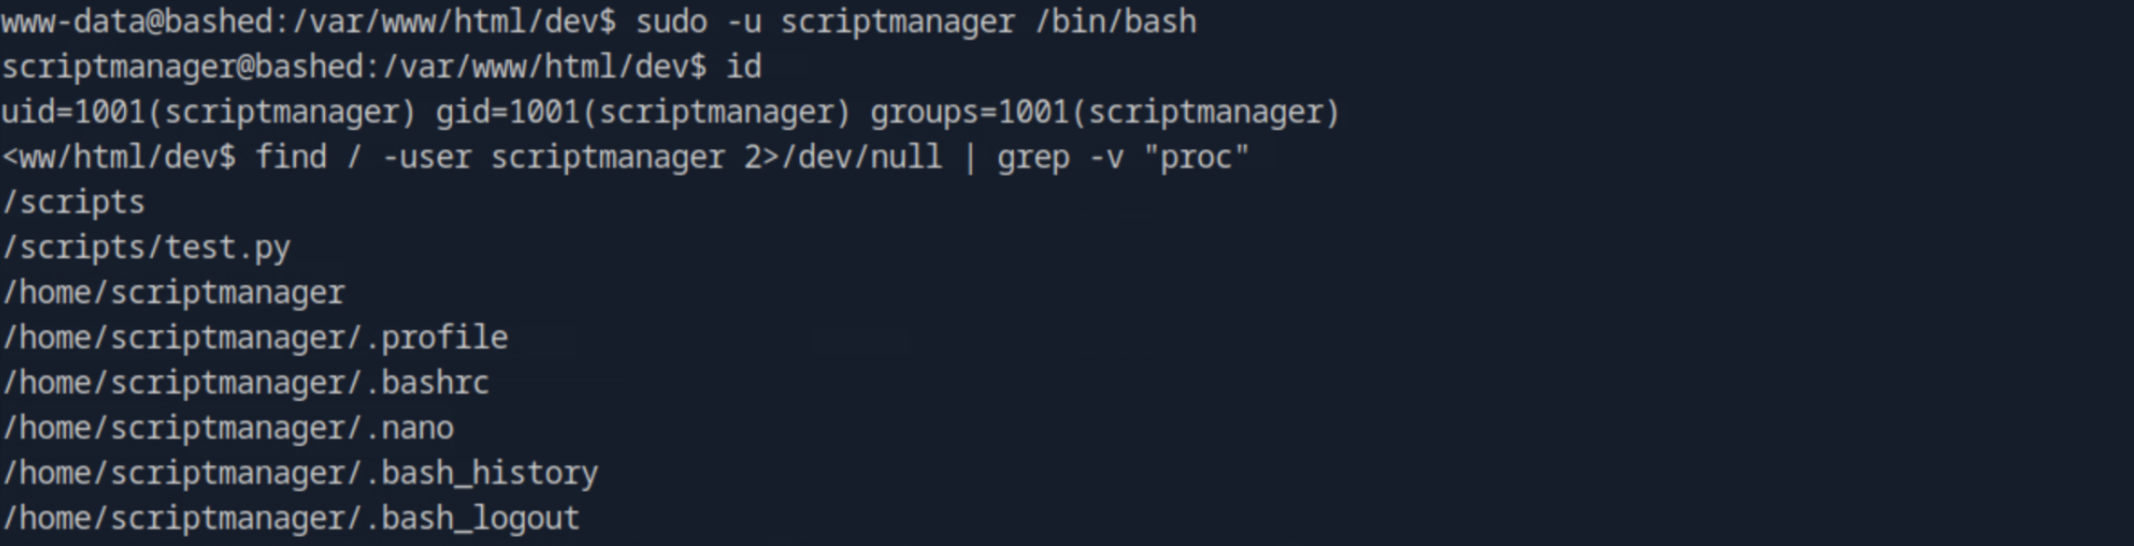 www-data@bashed:/var/www/html/dev$ sudo -u scriptmanager /bin/bash
scriptmanager@bashed:/var/www/html/dev$ id
uid=1001(scriptmanager) gid=1001(scriptmanager) groups=1001(scriptmanager)
<ww/html/dev$ find / -user scriptmanager 2>/dev/null | grep -v "proc"
/scripts
/scripts/test.py
/home/scriptmanager
/home/scriptmanager/.profile
/home/scriptmanager/.bashrc
/home/scriptmanager/.nano
/home/scriptmanager/.bash_history
/home/scriptmanager/.bash_logout